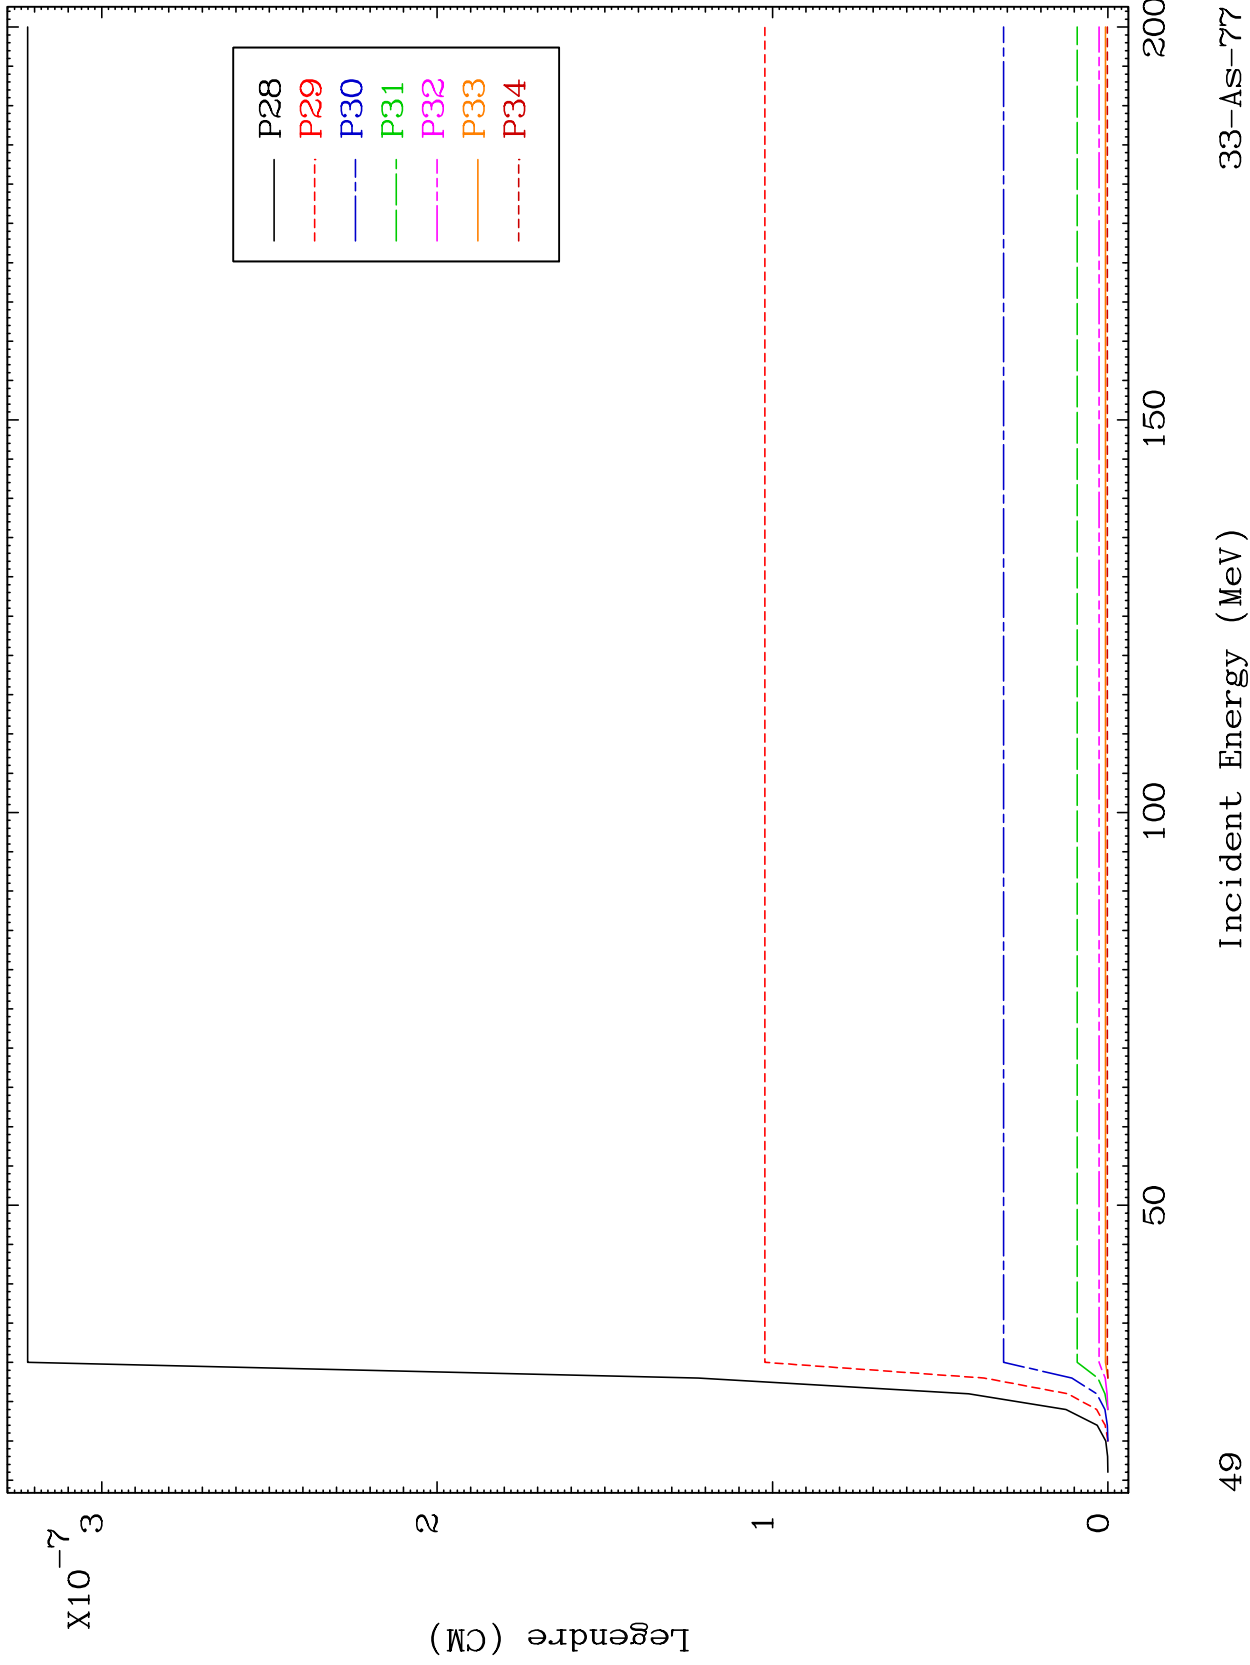 X10^-7
3
2
1
0
Legendre (CM)
P28
P29
P30
P31
P32
P33
P34
50
100
150
200
Incident Energy (MeV)
49
33-As-77